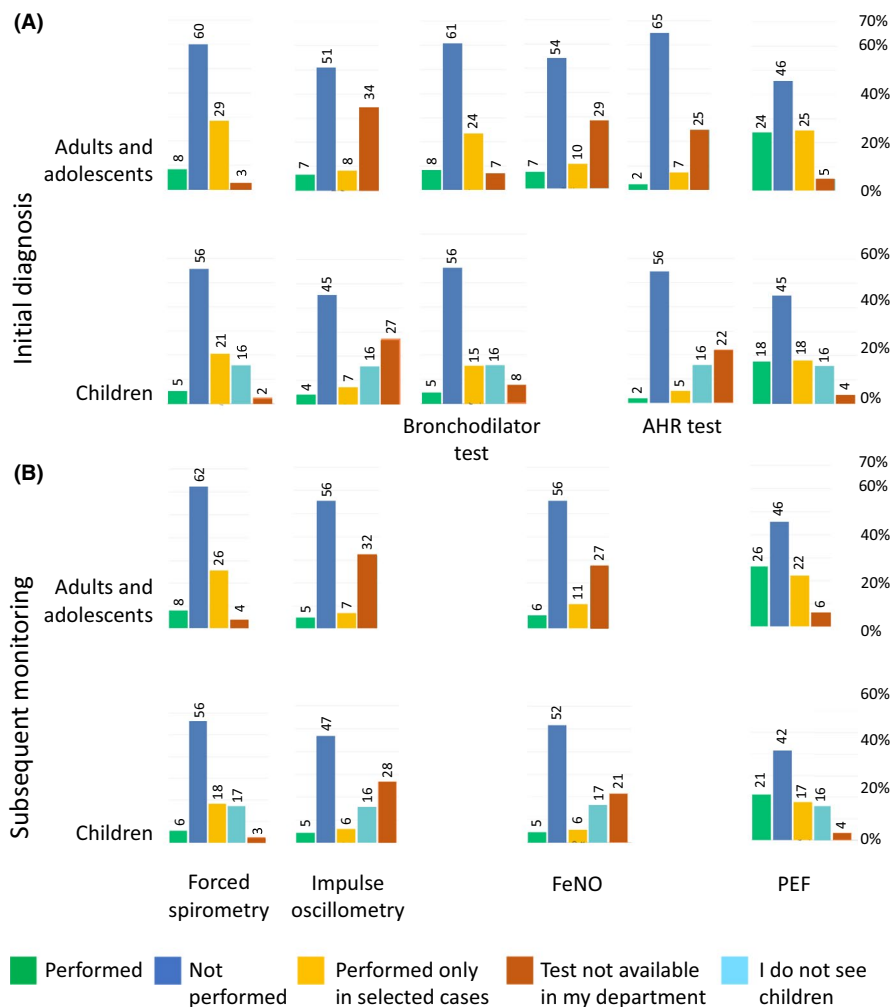 (A)
70%
60%
40%
20%
0%
Initial diagnosis
Adults and
adolescents
8 60 29 3
7 51 8 34
8 61 24 7
7 54 10 29
2 65 7 25
24 46 25 5
60%
40%
20%
0%
Children
5 56 21 16 2
4 45 7 16 27
5 56 15 16 8
2 56 5 16 22
18 45 18 16 4
Bronchodilator
test
AHR test
(B)
70%
60%
40%
20%
0%
Subsequent monitoring
Adults and
adolescents
8 62 26 4
5 56 7 32
6 56 11 27
26 46 22 6
60%
40%
20%
0%
Children
6 56 18 17 3
5 47 6 16 28
5 52 6 17 21
21 42 17 16 4
Forced
spirometry
Impulse
oscillometry
FeNO
PEF
Performed
Not
performed
Performed only
in selected cases
Test not available
in my department
I do not see
children